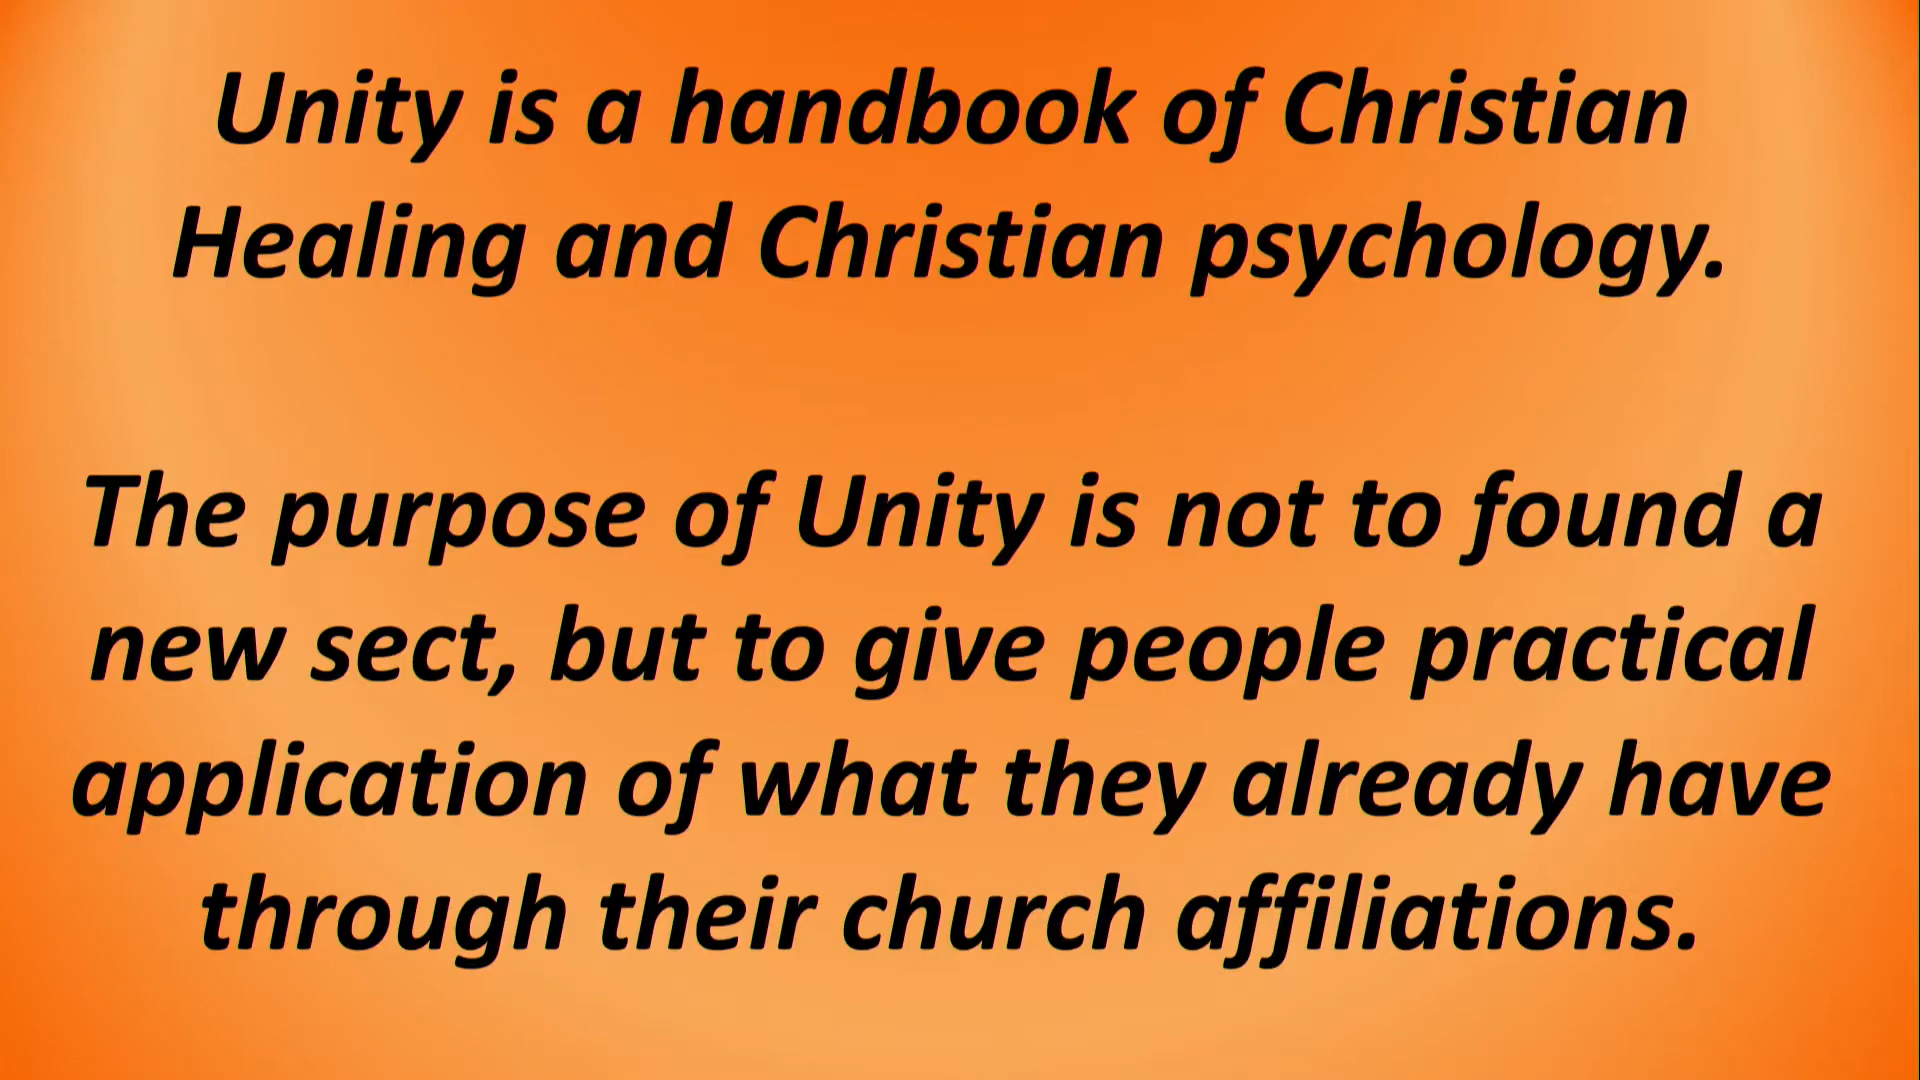 Unity is a handbook of Christian
Healing and Christian psychology.
The purpose of Unity is not to found a
new sect, but to give people practical
application of what they already have
through their church affiliations.